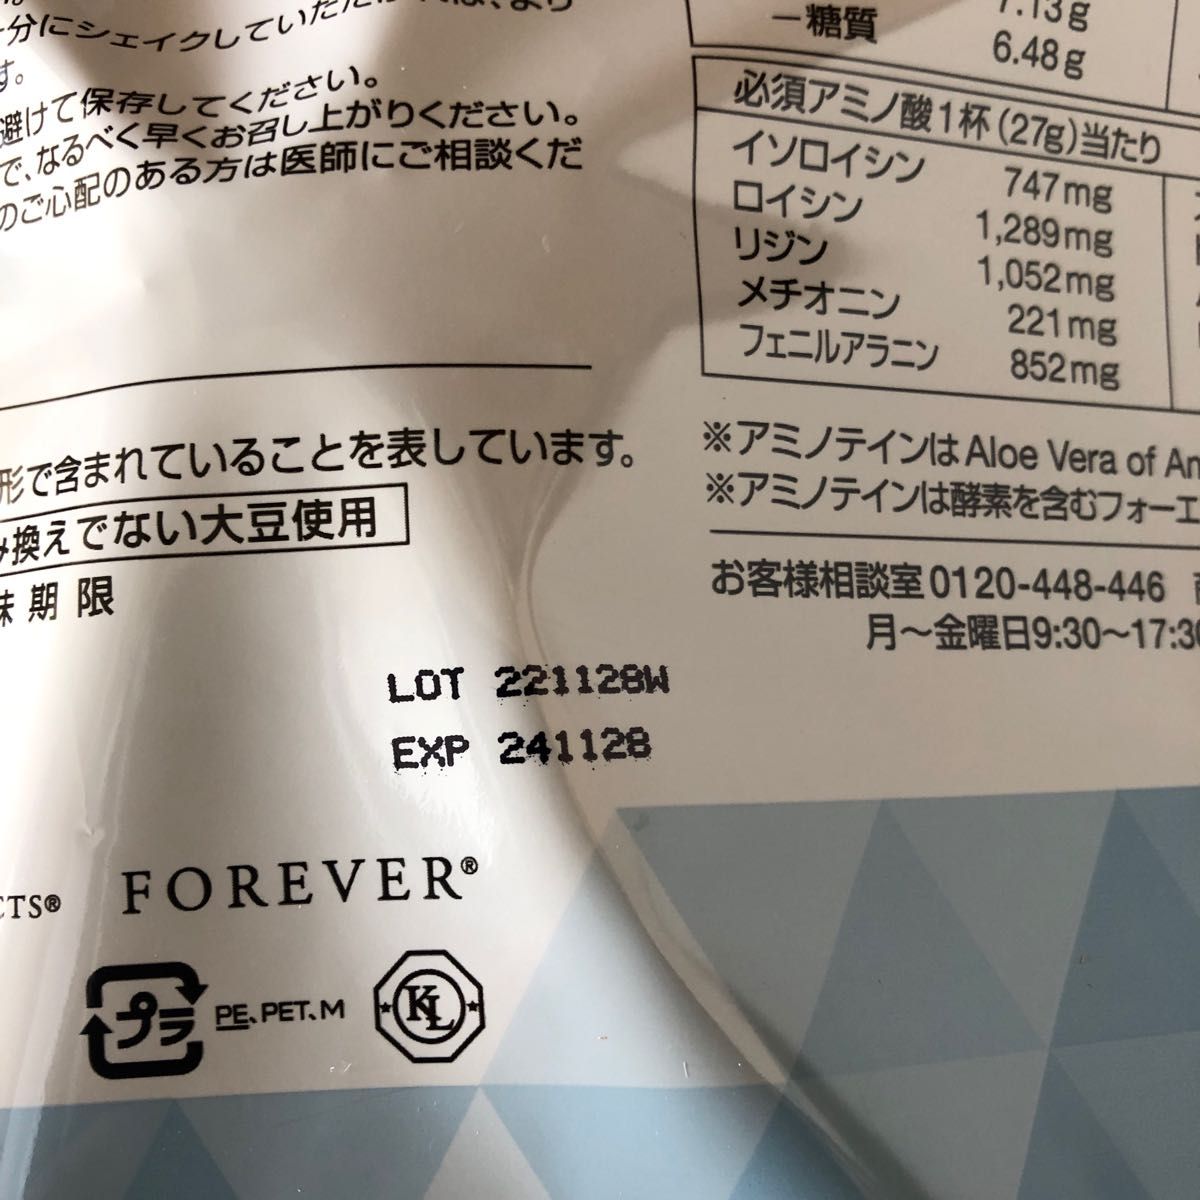 十分にシェイクしていただ
す。
避けて保存してください。
で、なるべく早くお召し上がりください。
のご心配のある方は医師にご相談くだ
形で含まれていることを表しています。
み換えでない大豆使用
味期限
LOT 221128W
EXP 241128
CTS® FOREVER®
プラ PE、PET、M
KL
7.13g
－糖質 6.48g
必須アミノ酸1杯(27g)当たり
イソロイシン 747mg
ロイシン 1,289mg
リジン 1,052mg
メチオニン 221mg
フェニルアラニン 852mg
※アミノテインはAloe Vera of Am
※アミノテインは酵素を含むフォーエ
お客様相談室0120-448-446
月〜金曜日9:30〜17:30